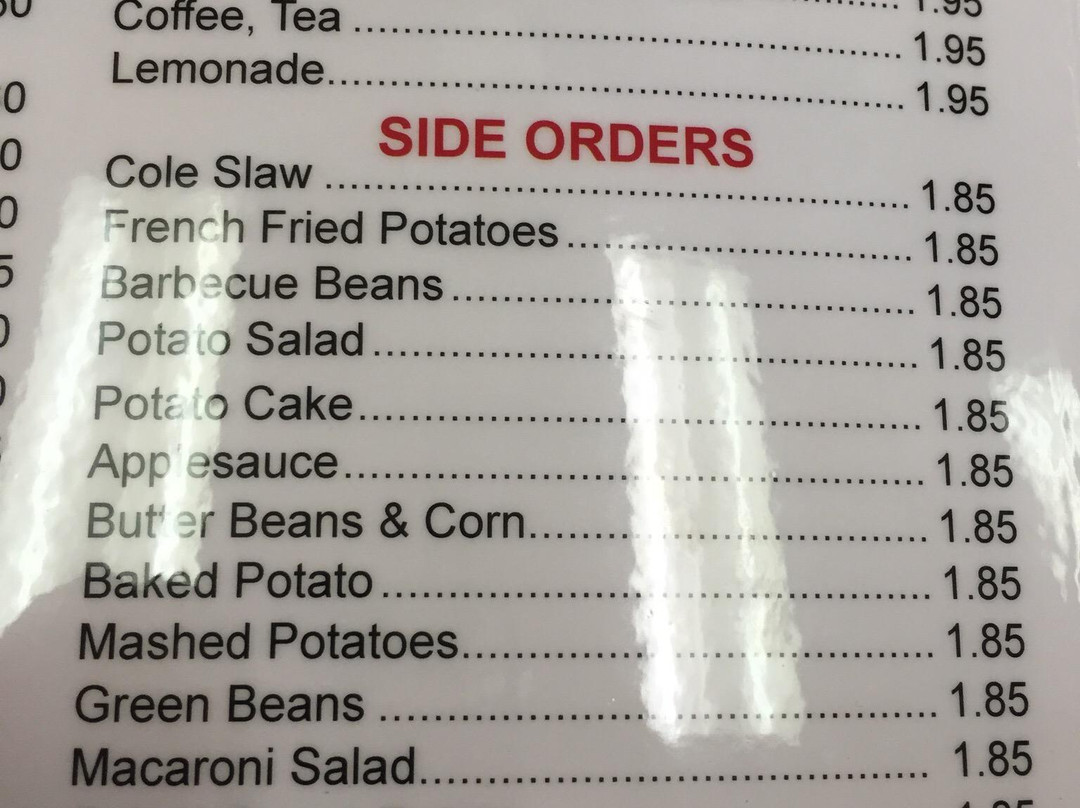 Coffee, Tea ........ 1.95
Lemonade........ 1.95
SIDE ORDERS
Cole Slaw ........ 1.85
French Fried Potatoes........ 1.85
Barbecue Beans........ 1.85
Potato Salad........ 1.85
Potato Cake........ 1.85
Applesauce........ 1.85
Butter Beans & Corn........ 1.85
Baked Potato........ 1.85
Mashed Potatoes........ 1.85
Green Beans ........ 1.85
Macaroni Salad........ 1.85